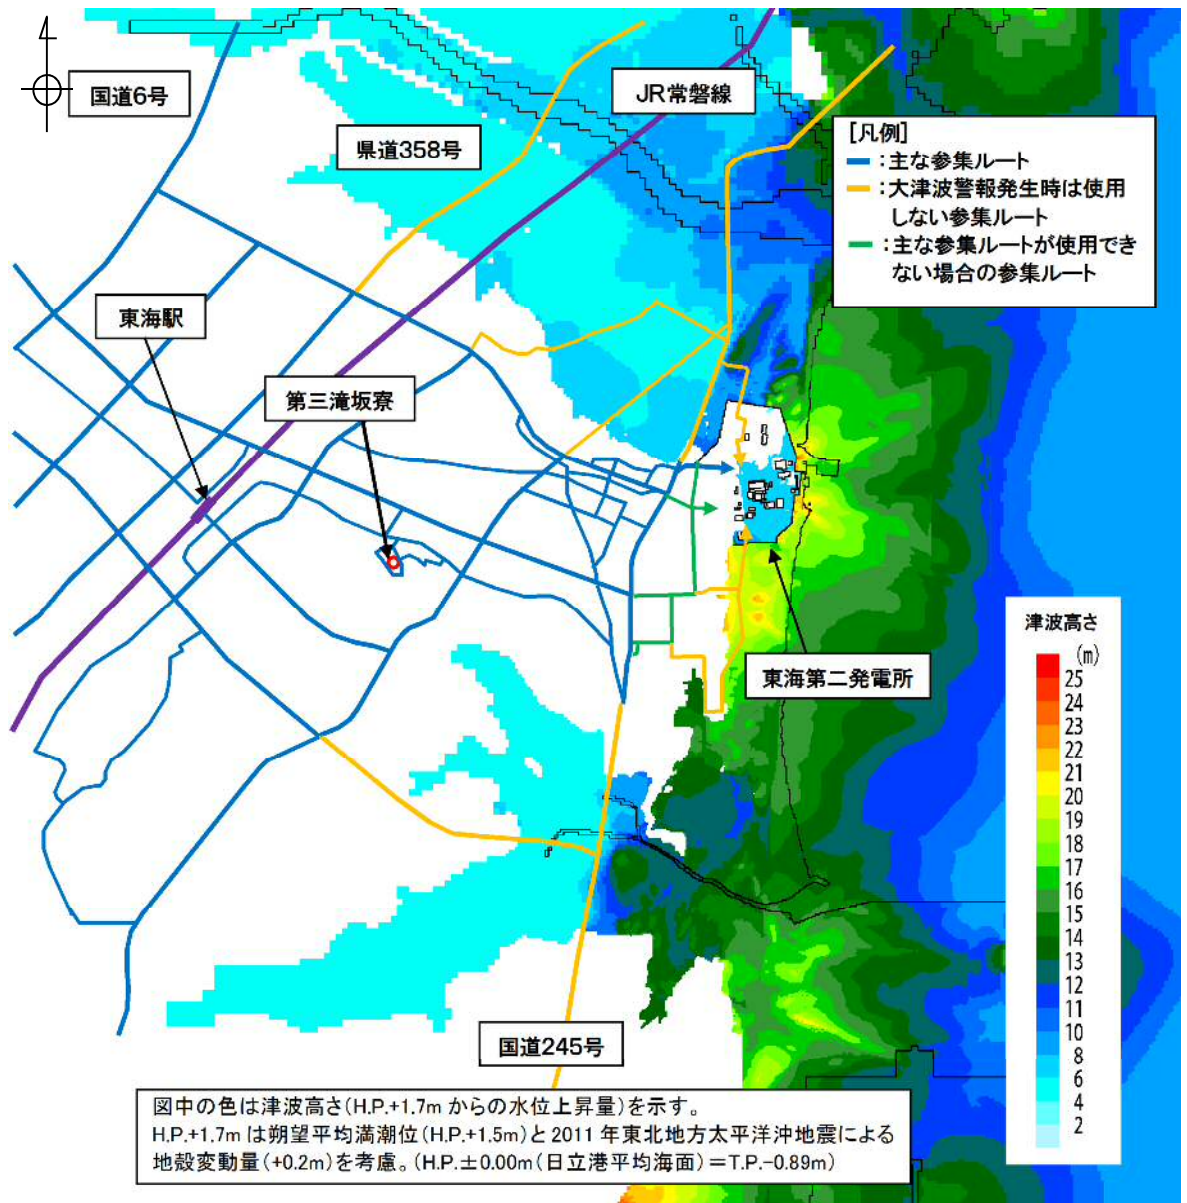 国道6号
県道358号
JR常磐線
[凡例]
:主な参集ルート
:大津波警報発生時は使用
しない参集ルート
:主な参集ルートが使用でき
ない場合の参集ルート
東海駅
第三滝坂寮
東海第二発電所
津波高さ
(m)
25
24
23
22
21
20
19
18
17
16
15
14
13
12
11
10
8
6
4
2
国道245号
図中の色は津波高さ(H.P.+1.7m からの水位上昇量)を示す。
H.P.+1.7m は朔望平均満潮位(H.P.+1.5m)と2011年東北地方太平洋沖地震による
地殻変動量(+0.2m)を考慮。(H.P.±0.00m(日立港平均海面)=T.P.-0.89m)